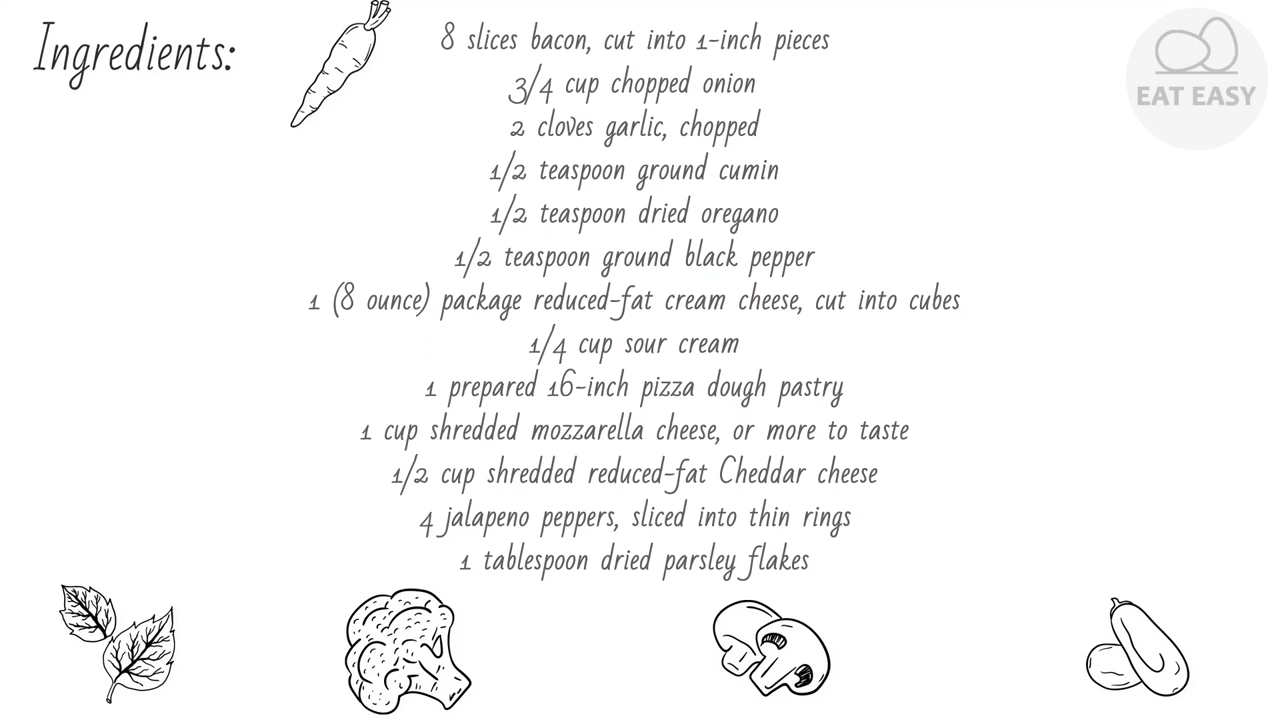 Ingredients:
8 slices bacon, cut into 1-inch pieces
3/4 cup chopped onion
2 cloves garlic, chopped
1/2 teaspoon ground cumin
1/2 teaspoon dried oregano
1/2 teaspoon ground black pepper
1 (8 ounce) package reduced-fat cream cheese, cut into cubes
1/4 cup sour cream
1 prepared 16-inch pizza dough pastry
1 cup shredded mozzarella cheese, or more to taste
1/2 cup shredded reduced-fat Cheddar cheese
4 jalapeno peppers, sliced into thin rings
1 tablespoon dried parsley flakes
EAT EASY